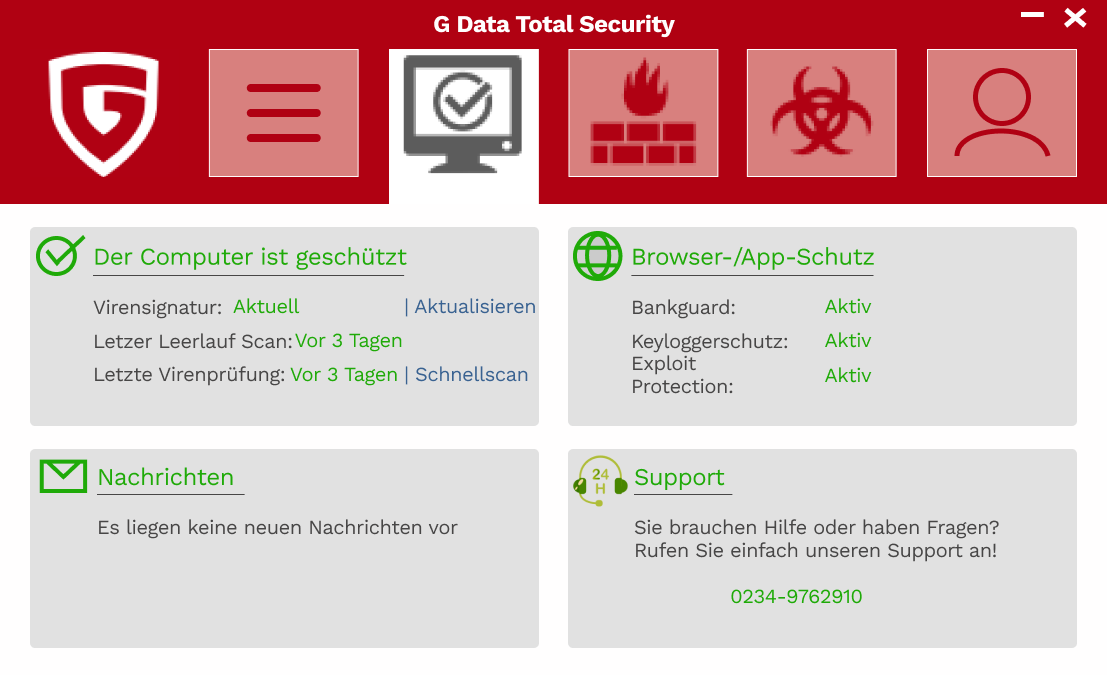 G Data Total Security
G
Der Computer ist geschützt
Virensignatur: Aktuell | Aktualisieren
Letzer Leerlauf Scan: Vor 3 Tagen
Letzte Virenprüfung: Vor 3 Tagen | Schnellscan
Browser-/App-Schutz
Bankguard: Aktiv
Keyloggerschutz: Aktiv
Exploit
Protection: Aktiv
Nachrichten
Es liegen keine neuen Nachrichten vor
24
H
Support
Sie brauchen Hilfe oder haben Fragen?
Rufen Sie einfach unseren Support an!
0234-9762910